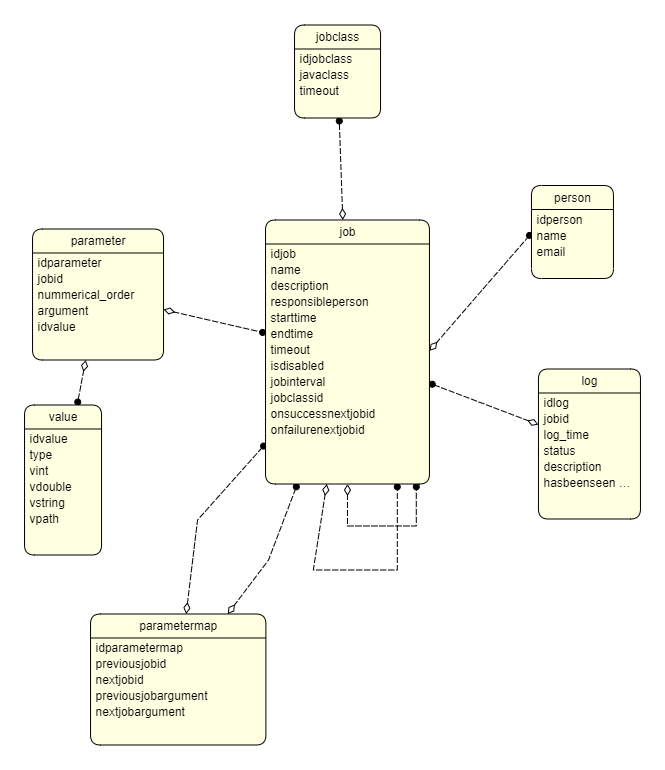 jobclass
idjobclass
javaclass
timeout
person
idperson
name
email
parameter
idparameter
jobid
nummerical_order
argument
idvalue
job
idjob
name
description
responsibleperson
starttime
endtime
timeout
isdisabled
jobinterval
jobclassid
onsuccessnextjobid
onfailurenextjobid
log
idlog
jobid
log_time
status
description
hasbeenseen ...
value
idvalue
type
vint
vdouble
vstring
vpath
parametermap
idparametermap
previousjobid
nextjobid
previousjobargument
nextjobargument